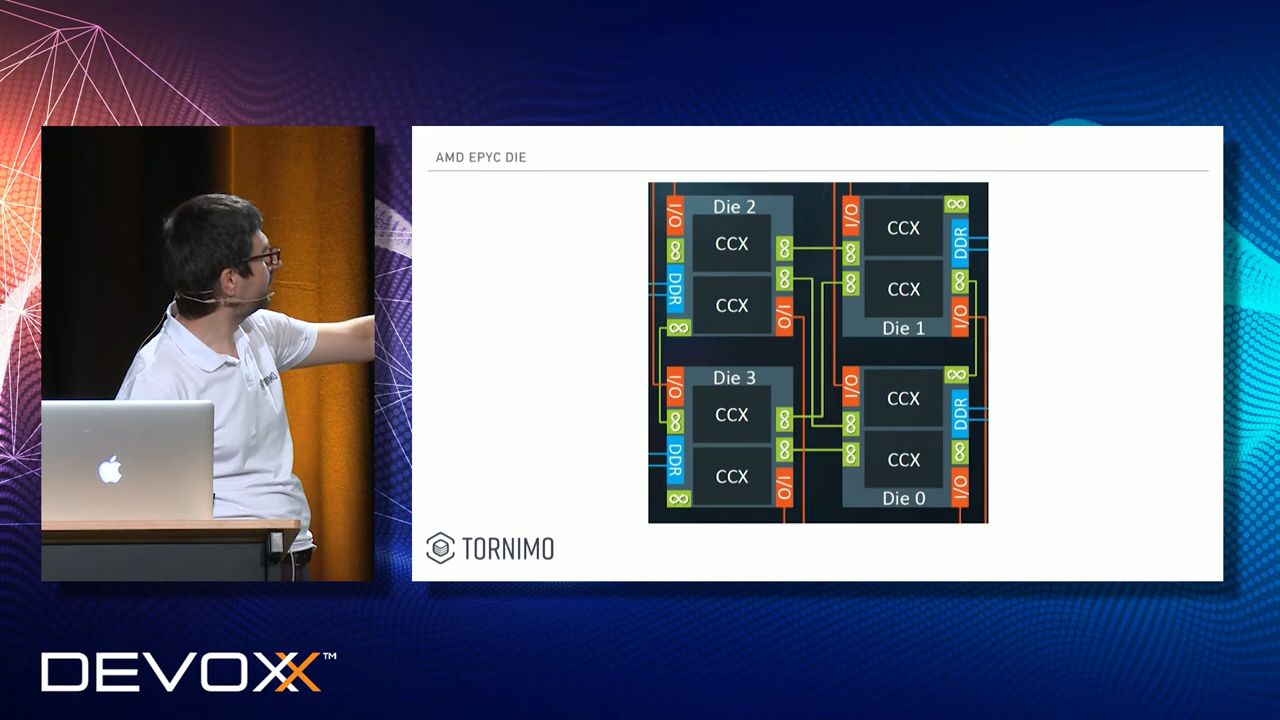 AMD EPYC DIE
Die 2
CCX
CCX
I/O
∞
DDR
∞
∞
∞
I/O
CCX
CCX
Die 1
I/O
∞
∞
∞
DDR
∞
I/O
Die 3
CCX
CCX
I/O
∞
DDR
∞
∞
∞
I/O
CCX
CCX
Die 0
I/O
∞
∞
∞
DDR
∞
I/O
TORNIMO
DEVOXX™